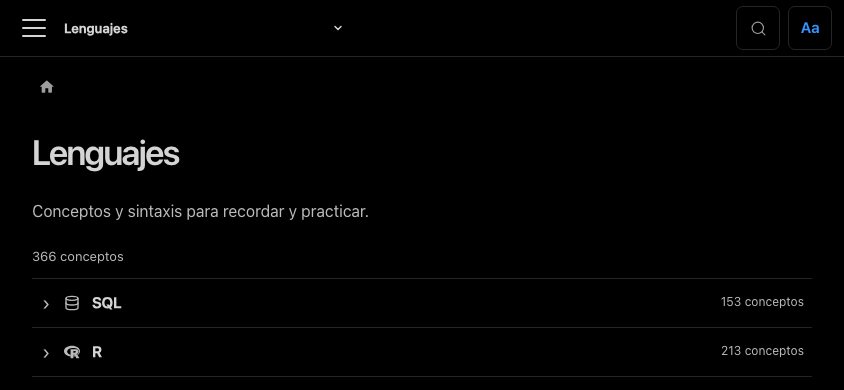 Lenguajes
Aa
Lenguajes
Conceptos y sintaxis para recordar y practicar.
366 conceptos
SQL 153 conceptos
R 213 conceptos